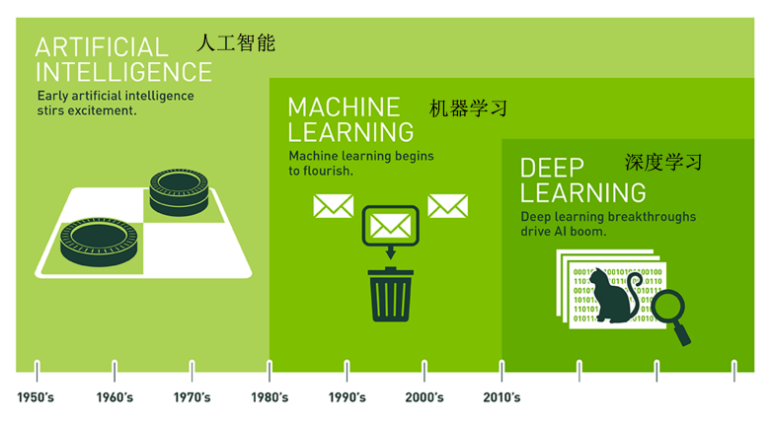 ARTIFICIAL 人工智能
INTELLIGENCE
Early artificial intelligence
stirs excitement.
MACHINE 机器学习
LEARNING
Machine learning begins
to flourish.
DEEP 深度学习
LEARNING
Deep learning breakthroughs
drive AI boom.
1950's 1960's 1970's 1980's 1990's 2000's 2010's